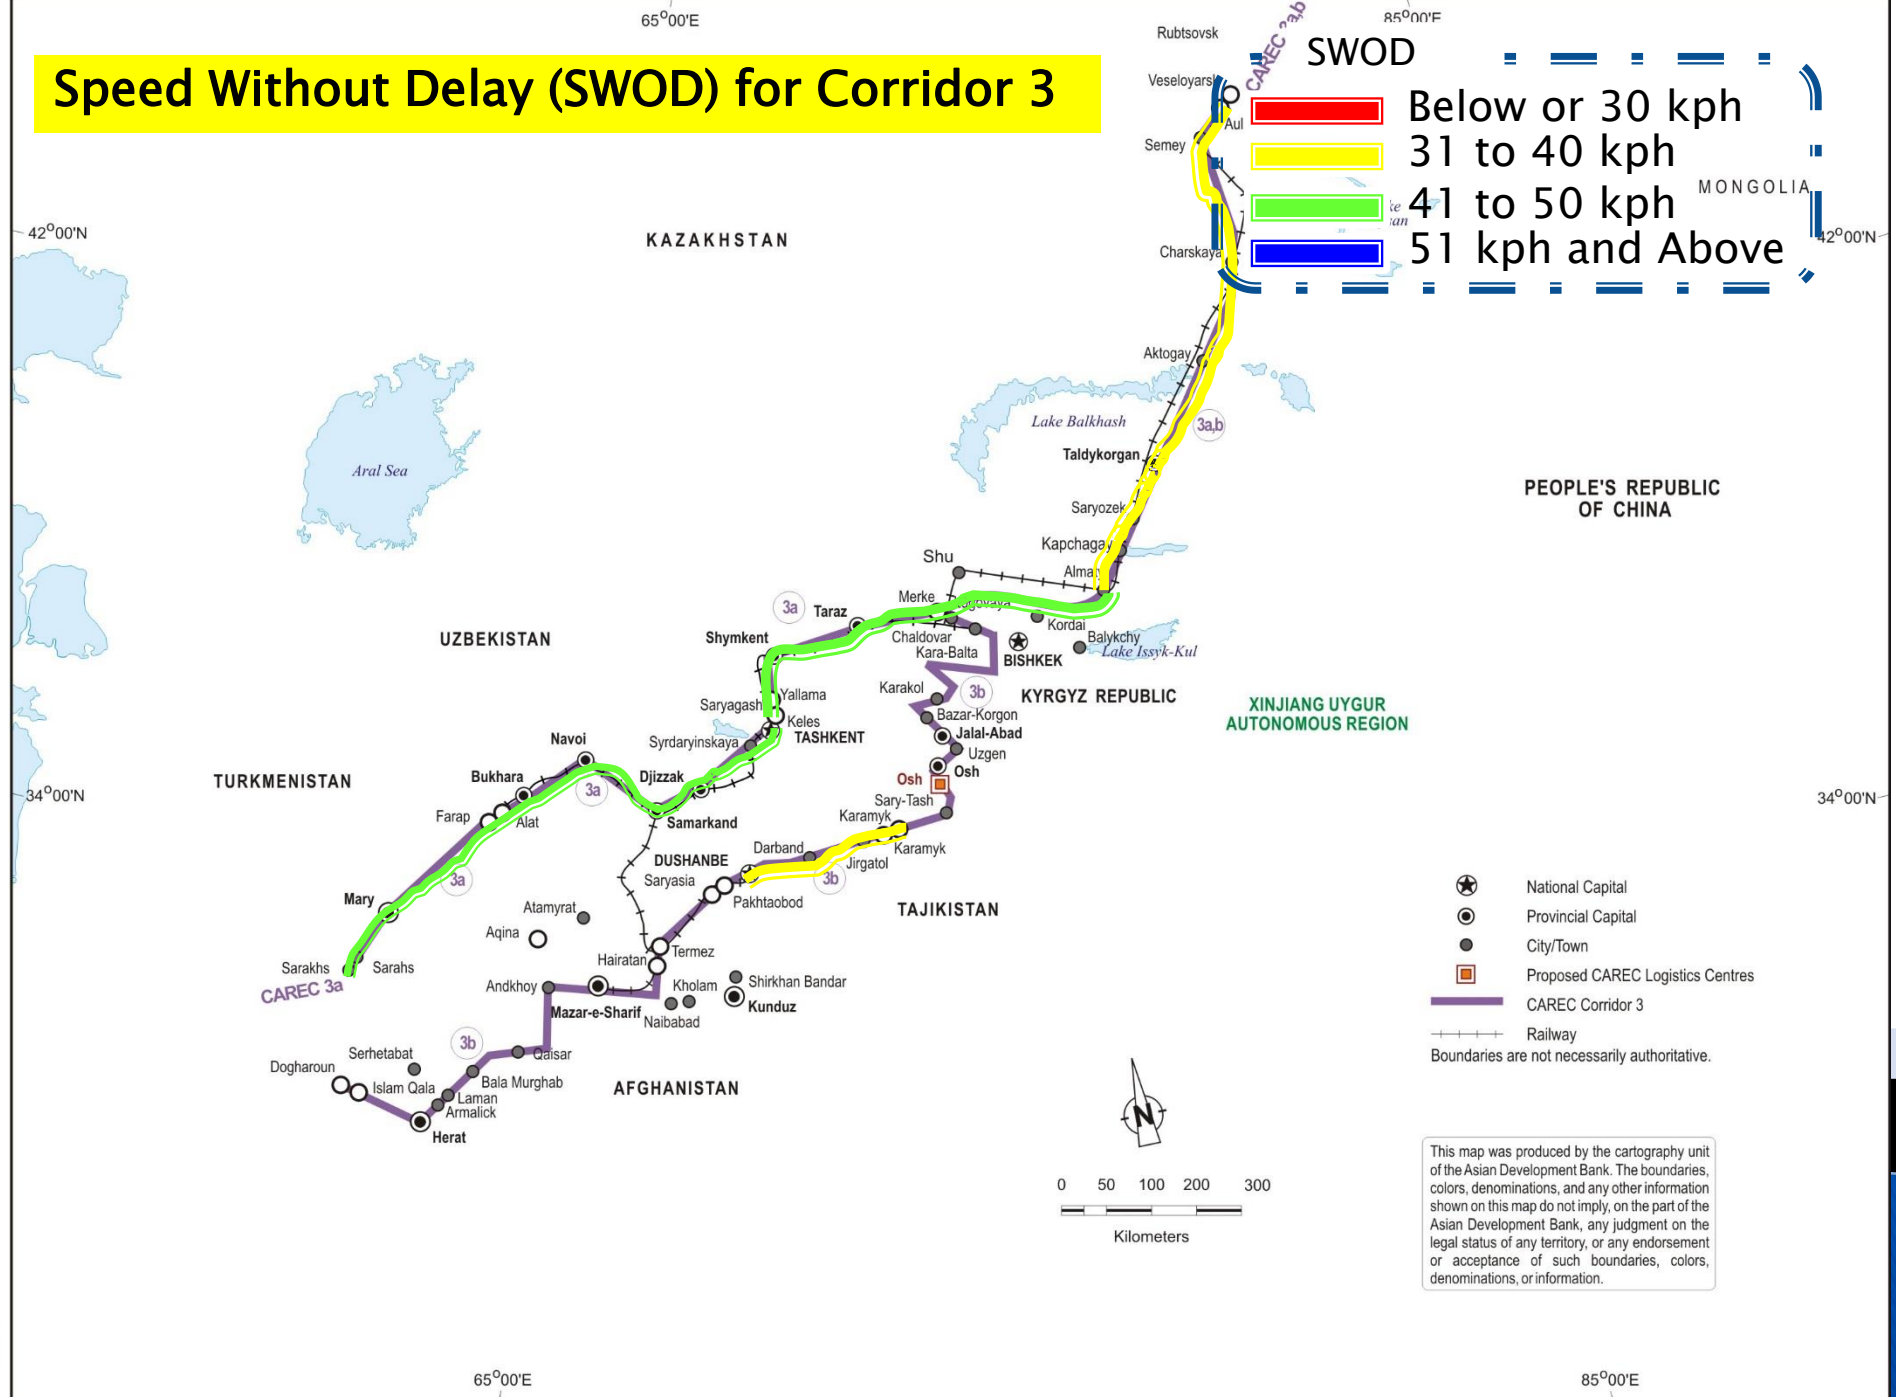 65°00'E
85°00'E
Rubtsovsk
CAREC 3a,b
SWOD
Speed Without Delay (SWOD) for Corridor 3
Veseloyarsk
Below or 30 kph
Aul
Semey
31 to 40 kph
MONGOLIA
41 to 50 kph
42°00'N
KAZAKHSTAN
42°00'N
Charskaya
51 kph and Above
Aktogay
Lake Balkhash
3a,b
Taldykorgan
Aral Sea
PEOPLE'S REPUBLIC
OF CHINA
Saryozek
Kapchagay
Shu
Almaty
Merke
3a
Taraz
Kordai
UZBEKISTAN
Shymkent
Chaldovar
Balykchy
Kara-Balta
Lake Issyk-Kul
BISHKEK
Karakol
3b
KYRGYZ REPUBLIC
Yallama
Saryagash
XINJIANG UYGUR
AUTONOMOUS REGION
Bazar-Korgon
Keles
TASHKENT
Jalal-Abad
Navoi
Syrdaryinskaya
Uzgen
Osh
TURKMENISTAN
Bukhara
Djizzak
Osh
34°00'N
3a
Sary-Tash
34°00'N
Farap
Alat
Samarkand
Karamyk
Darband
Karamyk
DUSHANBE
Jirgatol
3a
Saryasia
3b
Mary
Pakhtaobod
Atamyrat
TAJIKISTAN
Aqina
Termez
Hairatan
Sarakhs
Sarahs
Shirkhan Bandar
CAREC 3a
Andkhoy
Kholam
Mazar-e-Sharif
Kunduz
Naibabad
National Capital
Provincial Capital
City/Town
Proposed CAREC Logistics Centres
CAREC Corridor 3
Railway
Boundaries are not necessarily authoritative.
3b
Serhetabat
Qaisar
Dogharoun
Bala Murghab
Islam Qala
AFGHANISTAN
Laman
Armalick
Herat
N
0 50 100 200 300
Kilometers
This map was produced by the cartography unit
of the Asian Development Bank. The boundaries,
colors, denominations, and any other information
shown on this map do not imply, on the part of the
Asian Development Bank, any judgment on the
legal status of any territory, or any endorsement
or acceptance of such boundaries, colors,
denominations, or information.
65°00'E
85°00'E